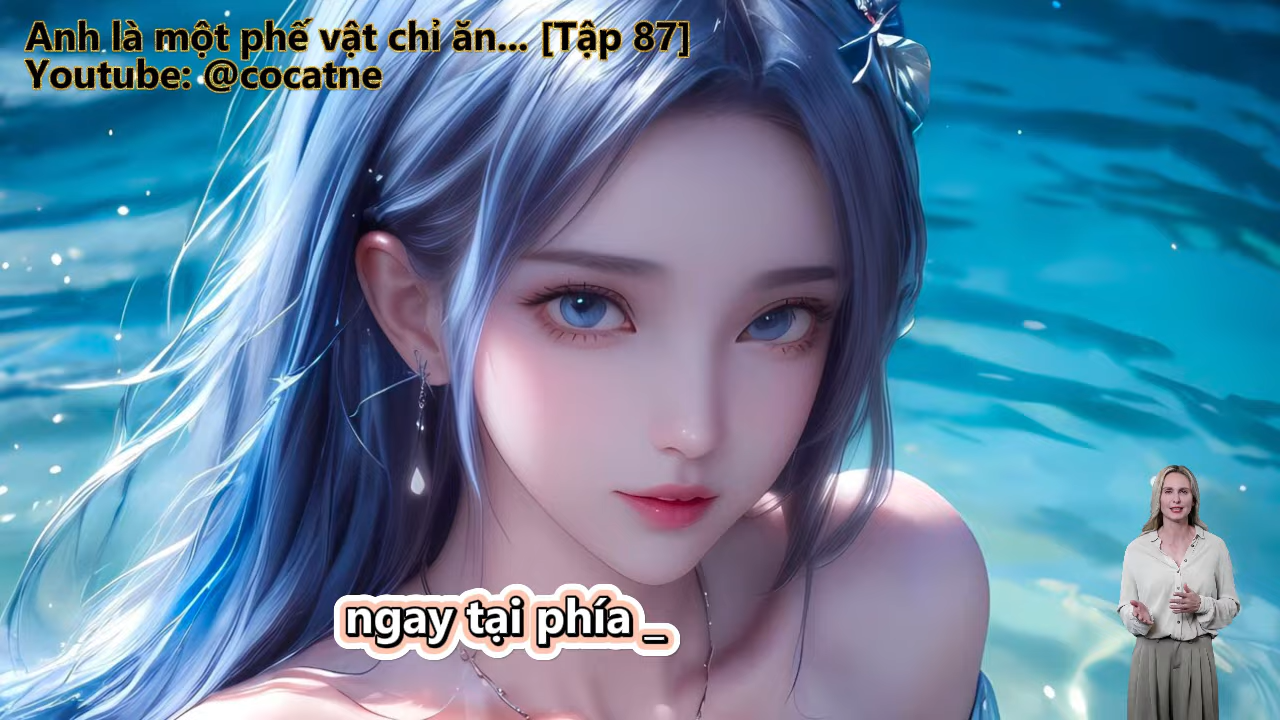 Anh là một phế vật chỉ ăn... [Tập 87]
Youtube: @cocatne
ngay tại phía _